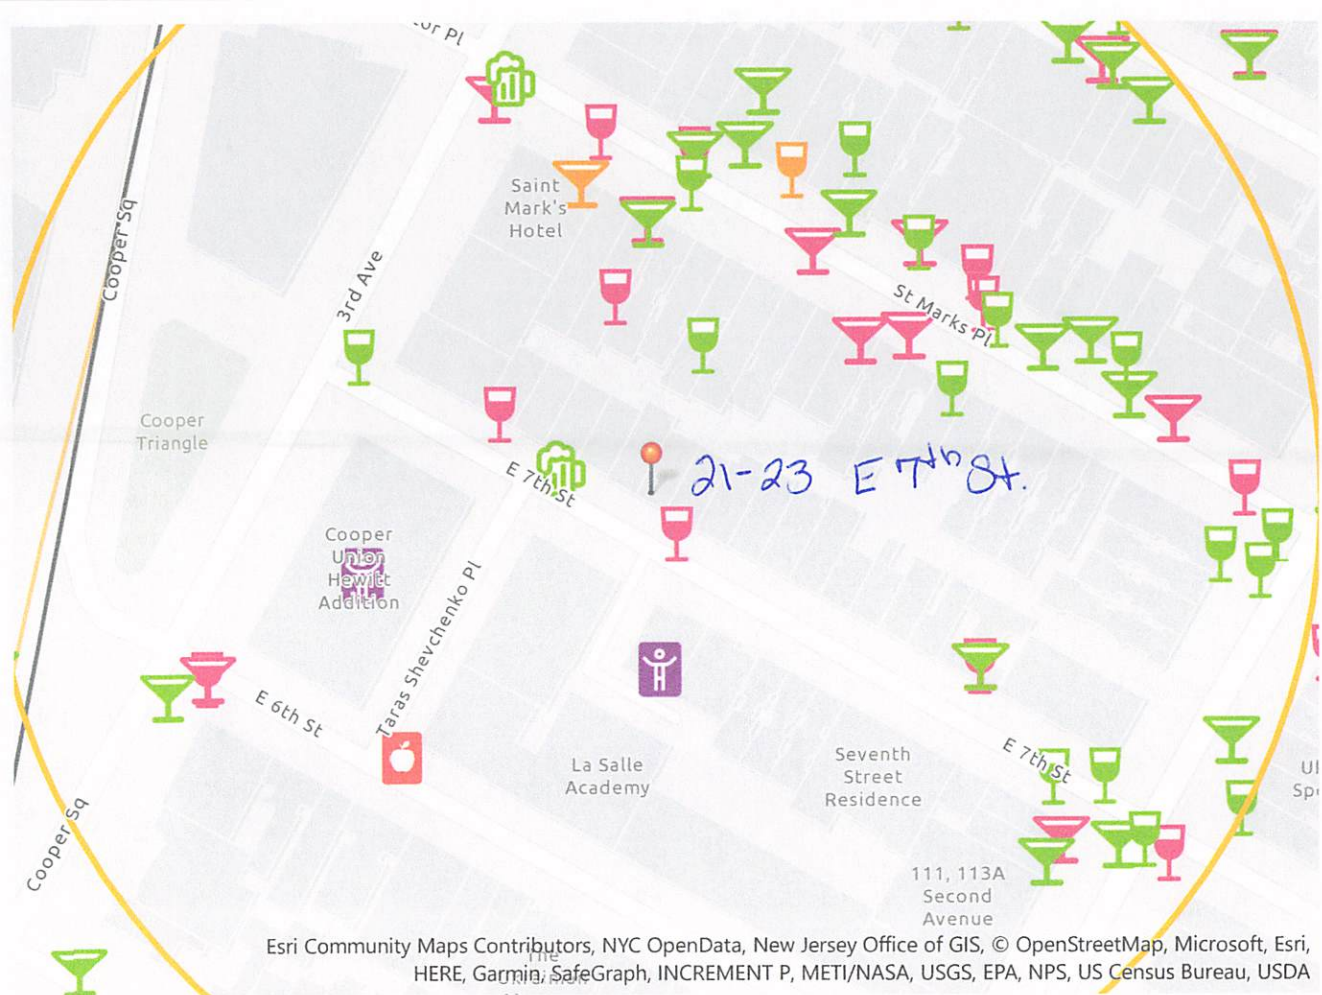 Pl
Cooper Sq
3rd Ave
Saint
Mark's
Hotel
St Marks Pl
Cooper
Triangle
E 7th St
21-23 E 7th St.
Cooper
Union
Hewitt
Addition
Taras Shevchenko Pl
E 6th St
La Salle
Academy
Seventh
Street
Residence
E 7th St
Cooper Sq
111, 113A
Second
Avenue
Esri Community Maps Contributors, NYC OpenData, New Jersey Office of GIS, © OpenStreetMap, Microsoft, Esri,
HERE, Garmin, SafeGraph, INCREMENT P, METI/NASA, USGS, EPA, NPS, US Census Bureau, USDA
The